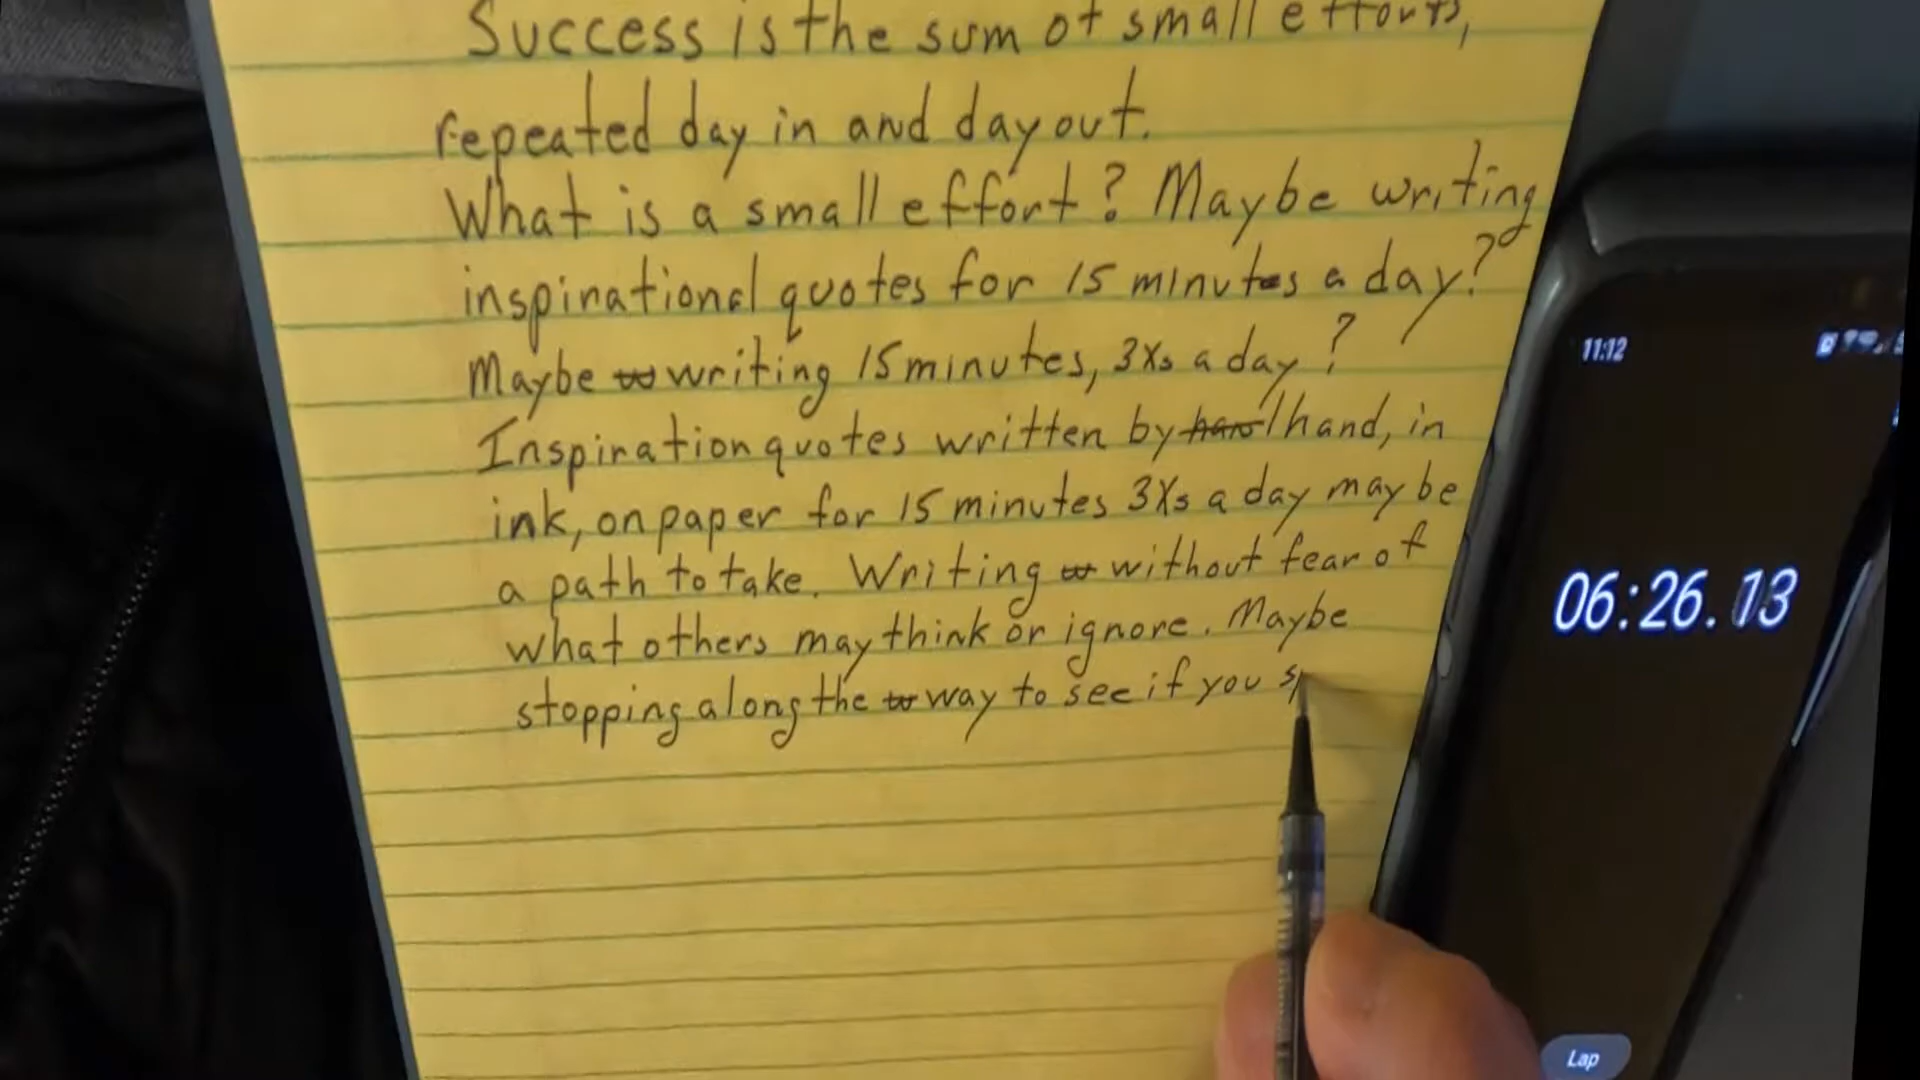 Success is the sum of small efforts,
repeated day in and day out.
What is a small effort? Maybe writing
inspirational quotes for 15 minutes a day?
Maybe writing 15 minutes, 3Xs a day?
Inspiration quotes written by hand, in
ink, on paper for 15 minutes 3Xs a day may be
a path to take. Writing without fear of
what others may think or ignore. Maybe
stopping along the way to see if you s
11:12
06:26.13
Lap